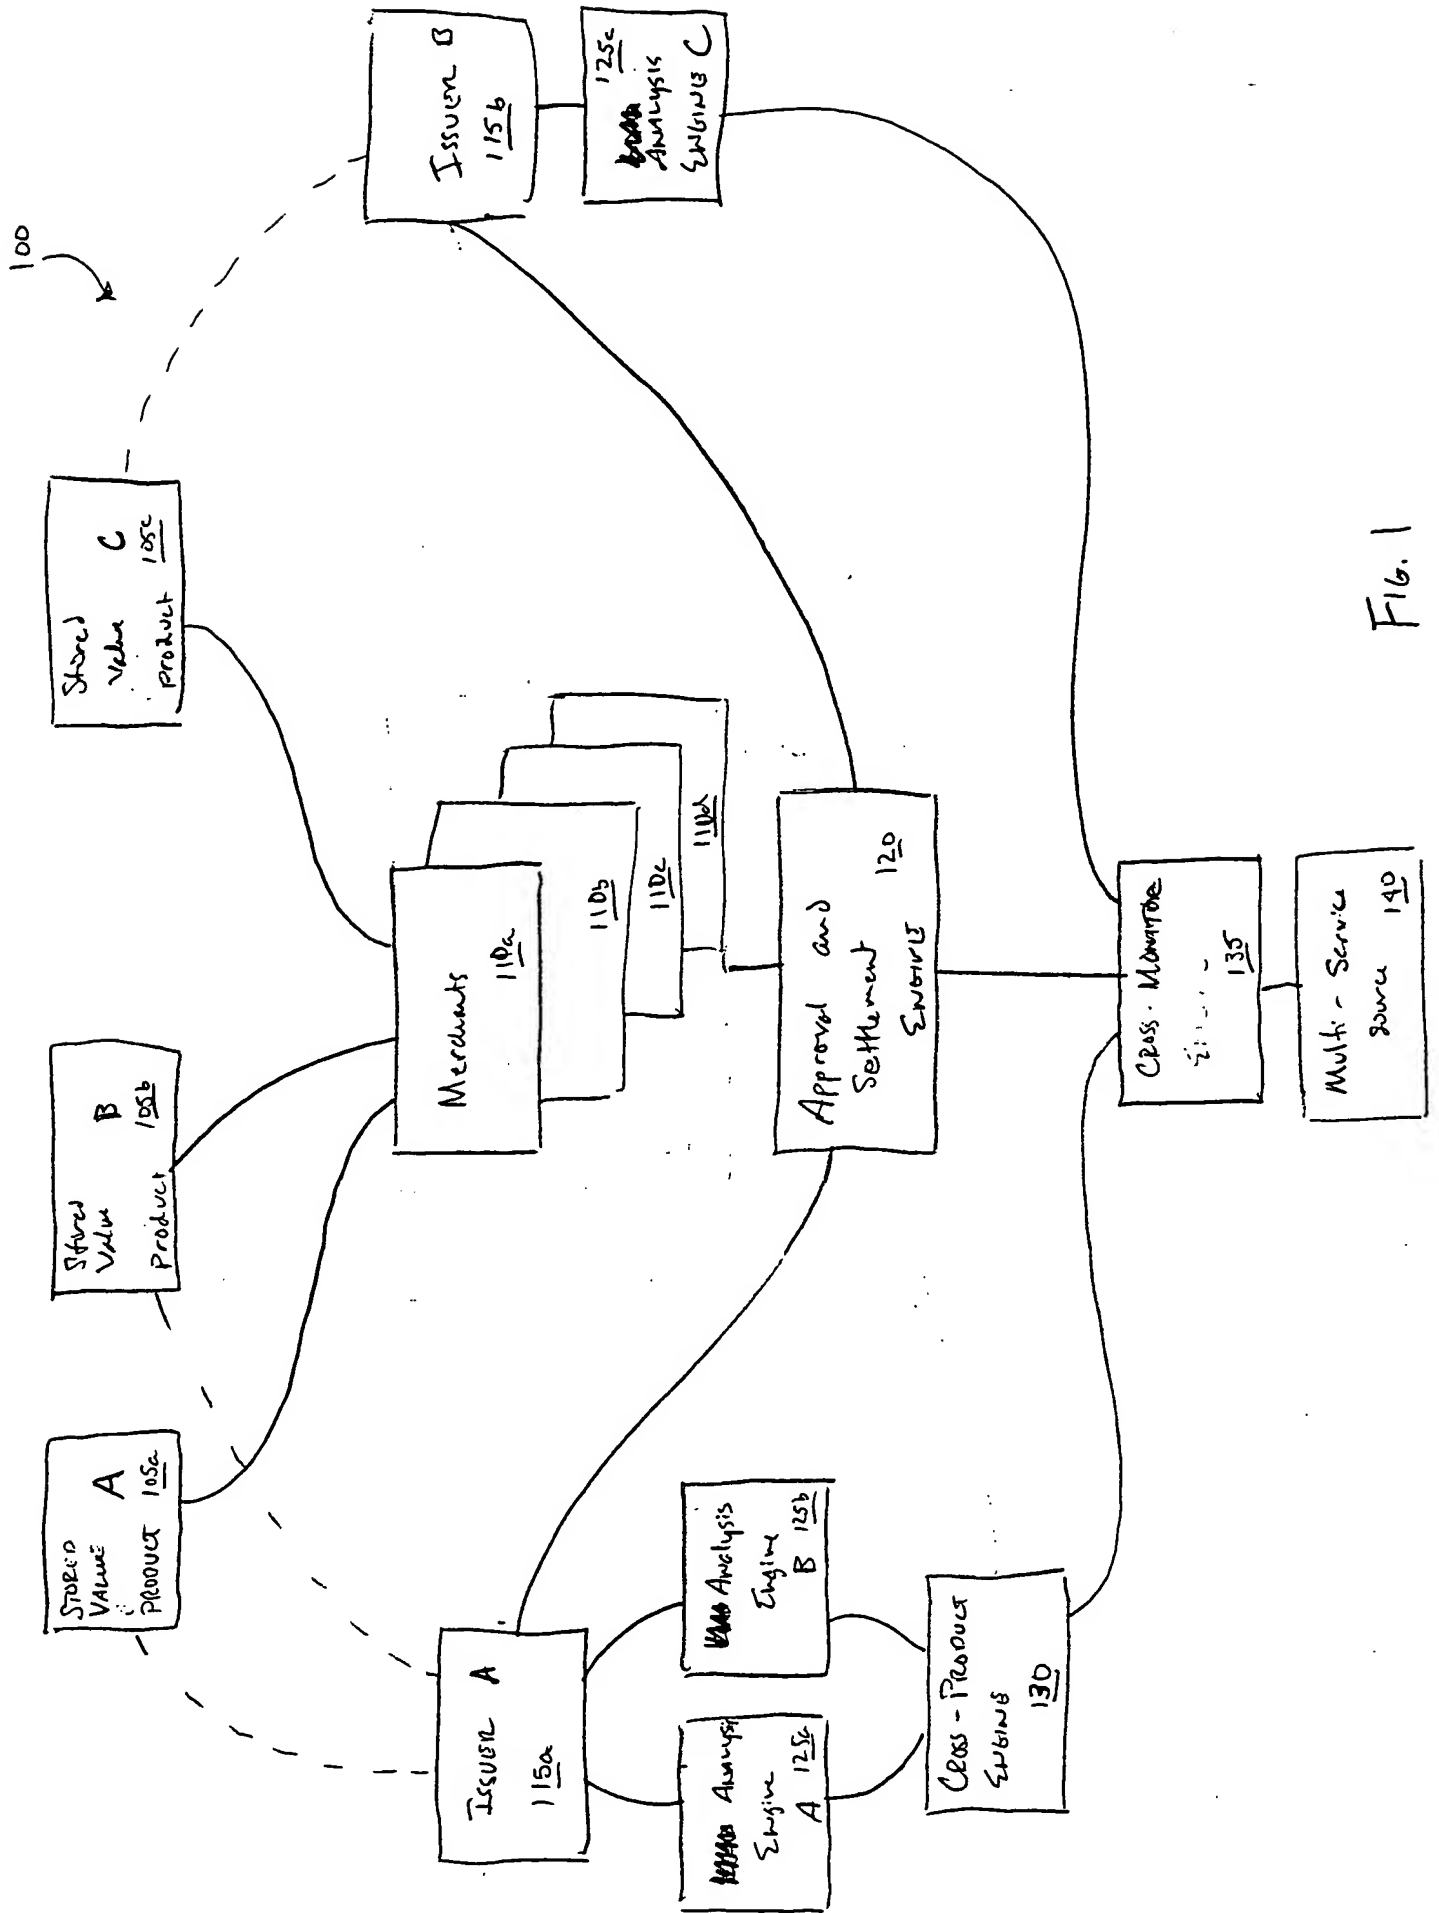 100
STORED
VALUE
A
PRODUCT 105a
Stored
Value
B
Product 105b
Stored
Value
C
Product 105c
Merchants
110a
110b
110c
110d
ISSUER A
115a
ISSUER B
115b
125c
ANALYSIS
ENGINE C
Approval and
Settlement
ENGINE
120
Analysis
Engine
A 125a
Analysis
Engine
B 125b
CROSS-PRODUCT
ENGINE
130
CROSS-MONITOR
135
Multi-Service
Source 140
FIG. 1